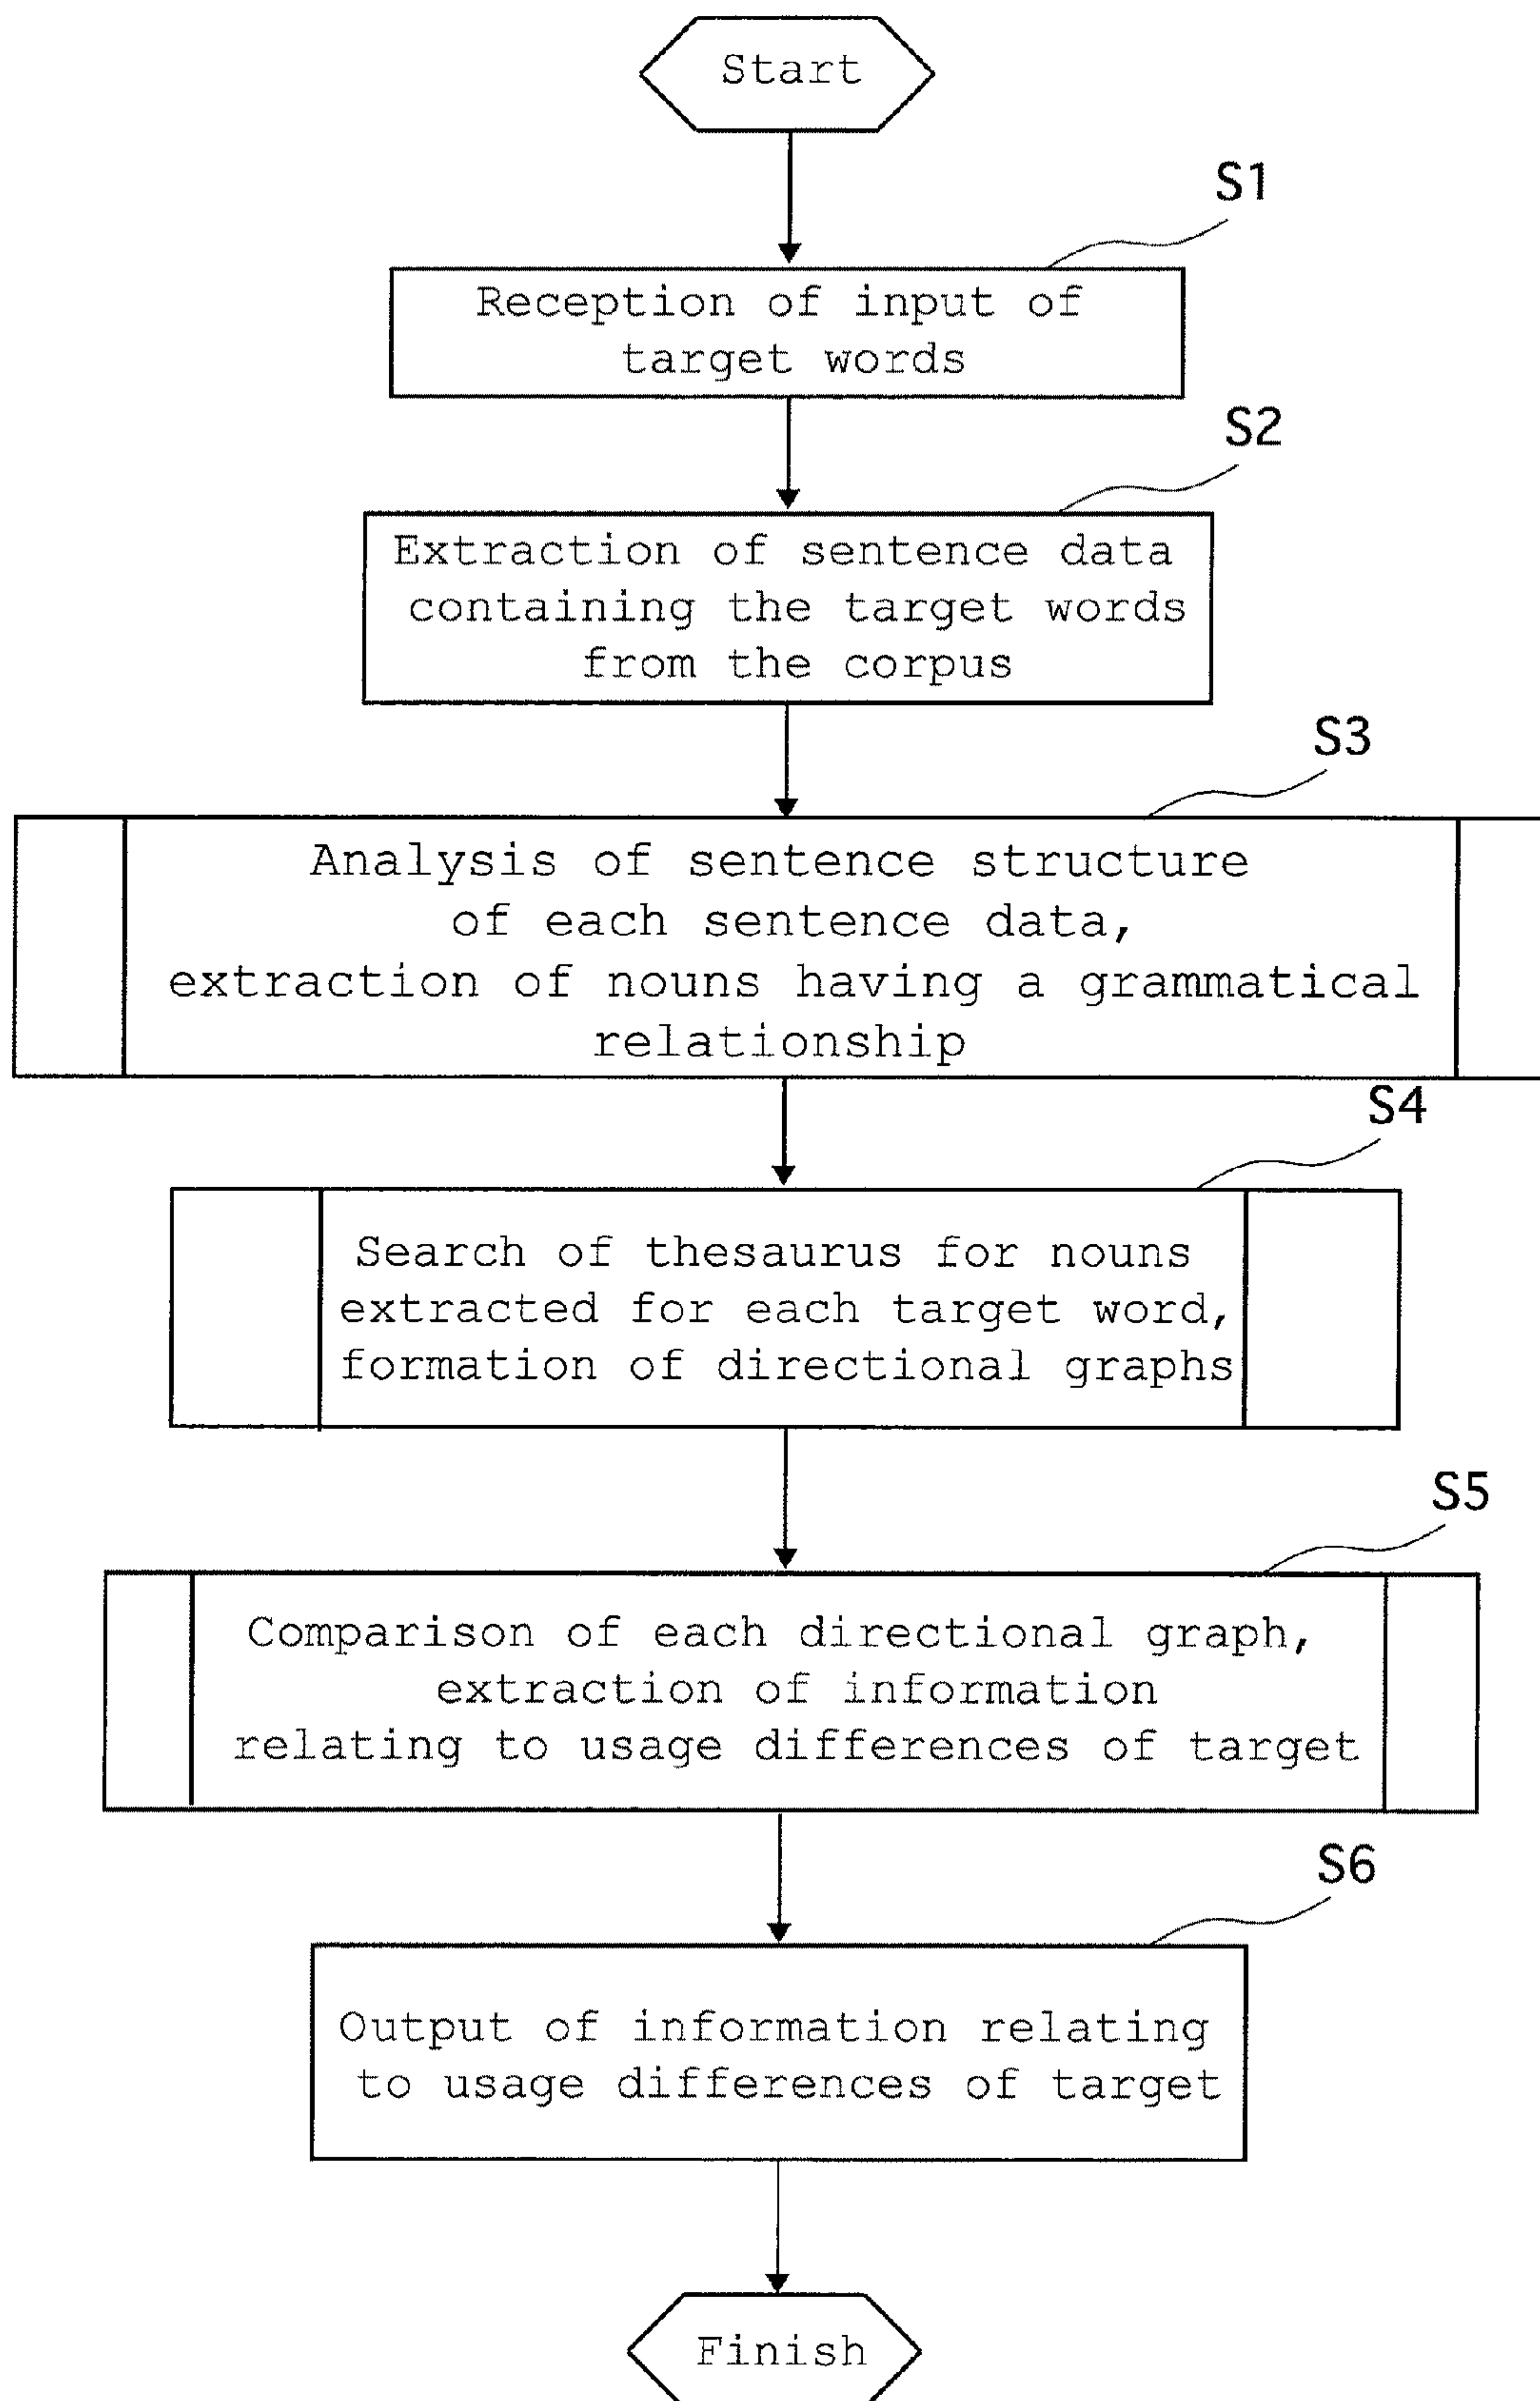 Start
S1
Reception of input of
target words
S2
Extraction of sentence data
containing the target words
from the corpus
S3
Analysis of sentence structure
of each sentence data,
extraction of nouns having a grammatical
relationship
S4
Search of thesaurus for nouns
extracted for each target word,
formation of directional graphs
S5
Comparison of each directional graph,
extraction of information
relating to usage differences of target
S6
Output of information relating
to usage differences of target
Finish